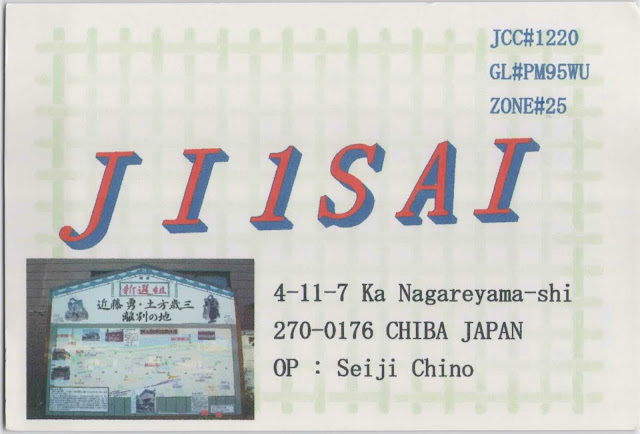 JCC#1220
GL#PM95WU
ZONE#25
JI1SAI
新選組
近藤勇・土方歳三
離別の地
4-11-7 Ka Nagareyama-shi
270-0176 CHIBA JAPAN
OP : Seiji Chino